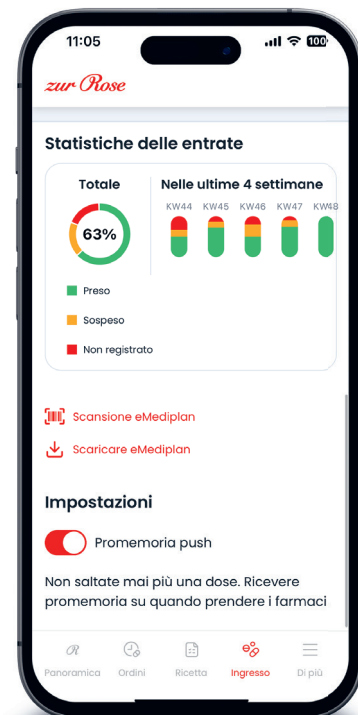 11:05
100
zur Rose
Statistiche delle entrate
Totale
Nelle ultime 4 settimane
KW44 KW45 KW46 KW47 KW48
63%
Preso
Sospeso
Non registrato
Scansione eMediplan
Scaricare eMediplan
Impostazioni
Promemoria push
Non saltate mai più una dose. Ricevere
promemoria su quando prendere i farmaci
Panoramica Ordini Ricetta Ingresso Di più